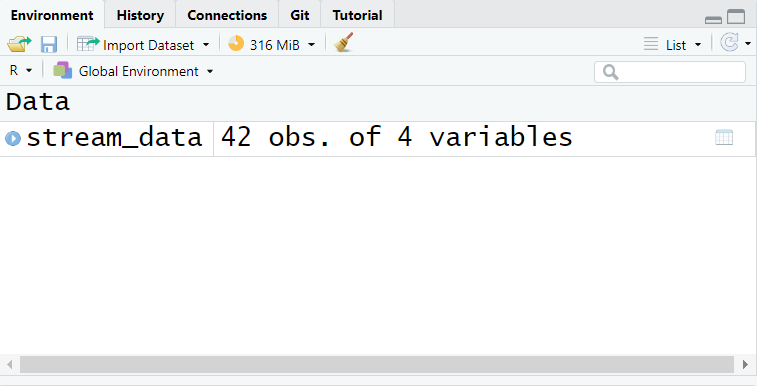 Environment History Connections Git Tutorial
Import Dataset 316 MiB List
R Global Environment
Data
stream_data 42 obs. of 4 variables